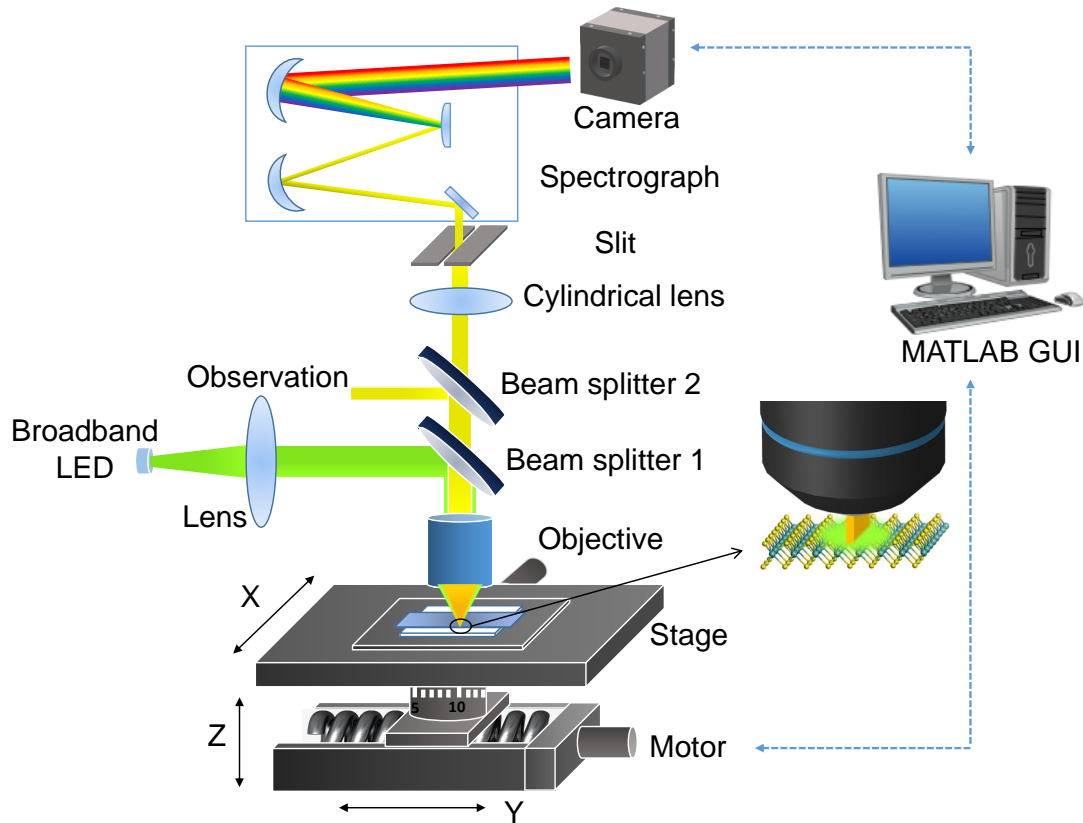 Camera
Spectrograph
Slit
Cylindrical lens
MATLAB GUI
Observation
Beam splitter 2
Broadband
LED
Beam splitter 1
Lens
Objective
X
Stage
5 10
Z
Motor
Y